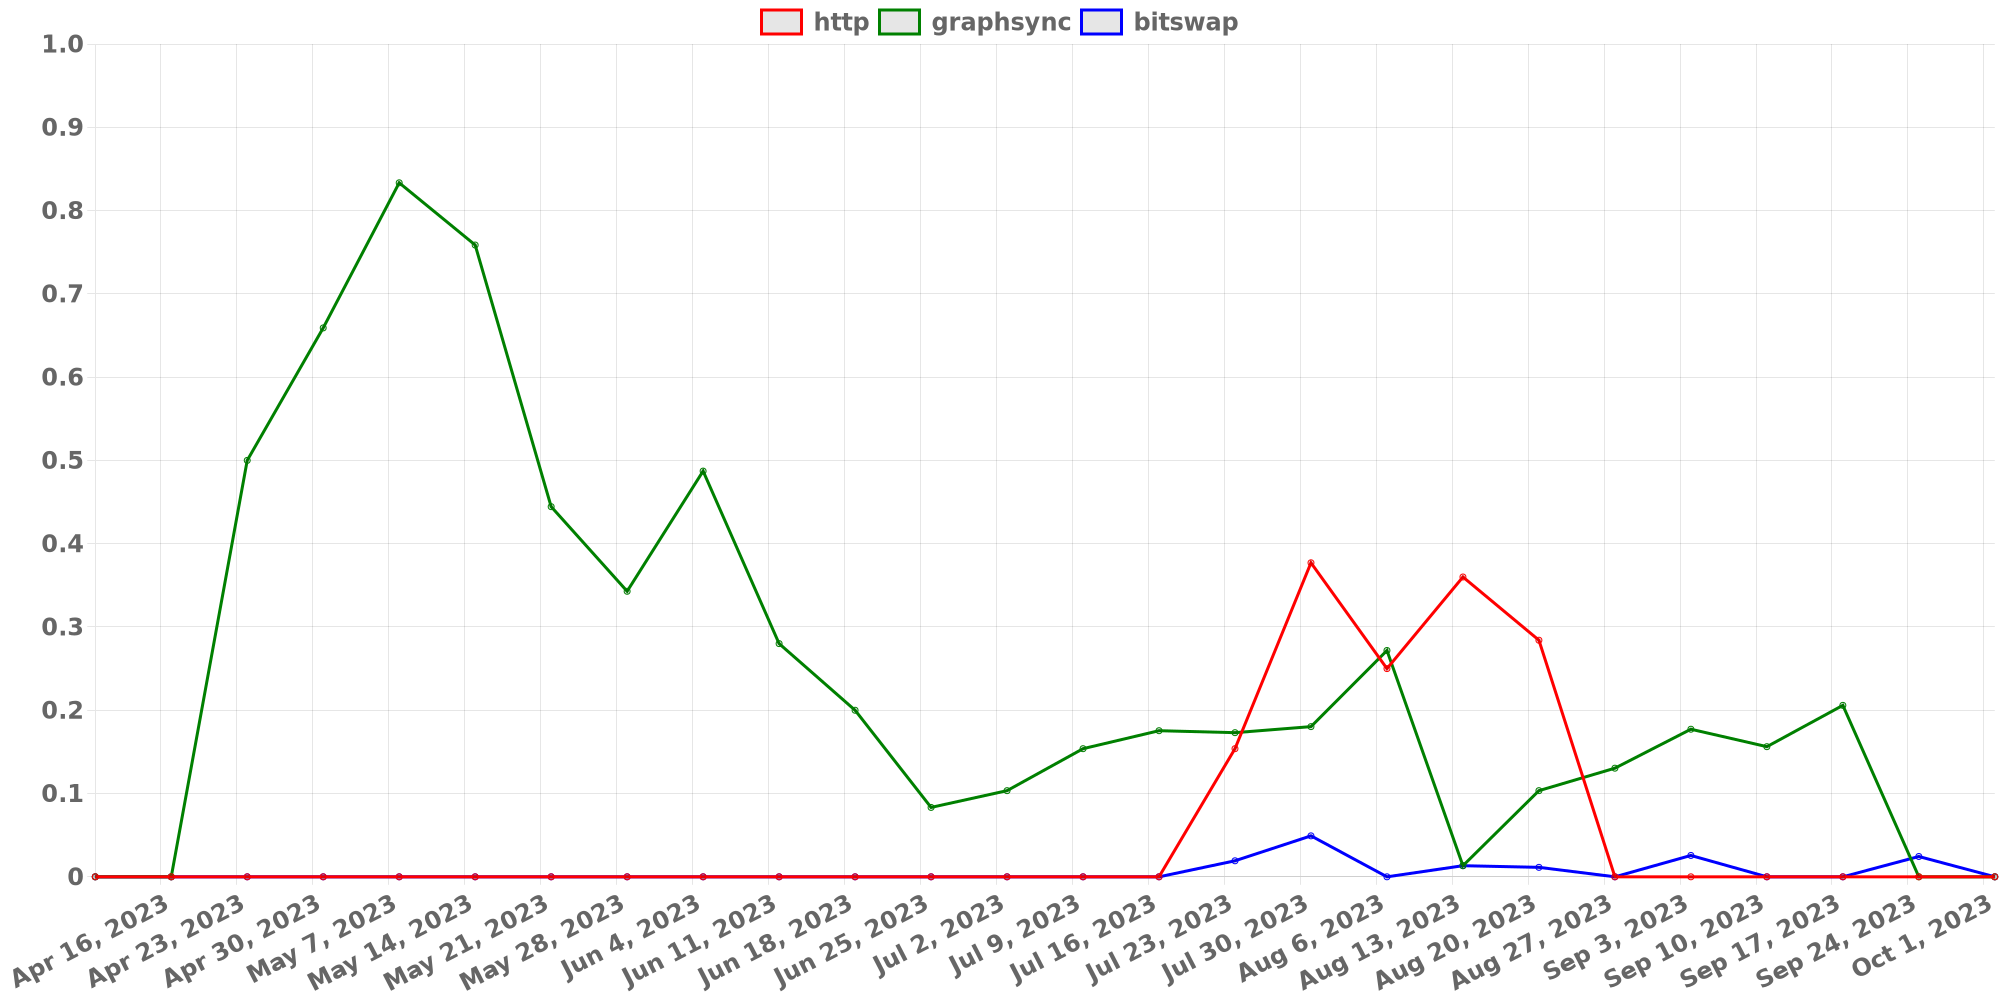 http graphsync bitswap
1.0
0.9
0.8
0.7
0.6
0.5
0.4
0.3
0.2
0.1
0
Apr 16, 2023
Apr 23, 2023
Apr 30, 2023
May 7, 2023
May 14, 2023
May 21, 2023
May 28, 2023
Jun 4, 2023
Jun 11, 2023
Jun 18, 2023
Jun 25, 2023
Jul 2, 2023
Jul 9, 2023
Jul 16, 2023
Jul 23, 2023
Jul 30, 2023
Aug 6, 2023
Aug 13, 2023
Aug 20, 2023
Aug 27, 2023
Sep 3, 2023
Sep 10, 2023
Sep 17, 2023
Sep 24, 2023
Oct 1, 2023